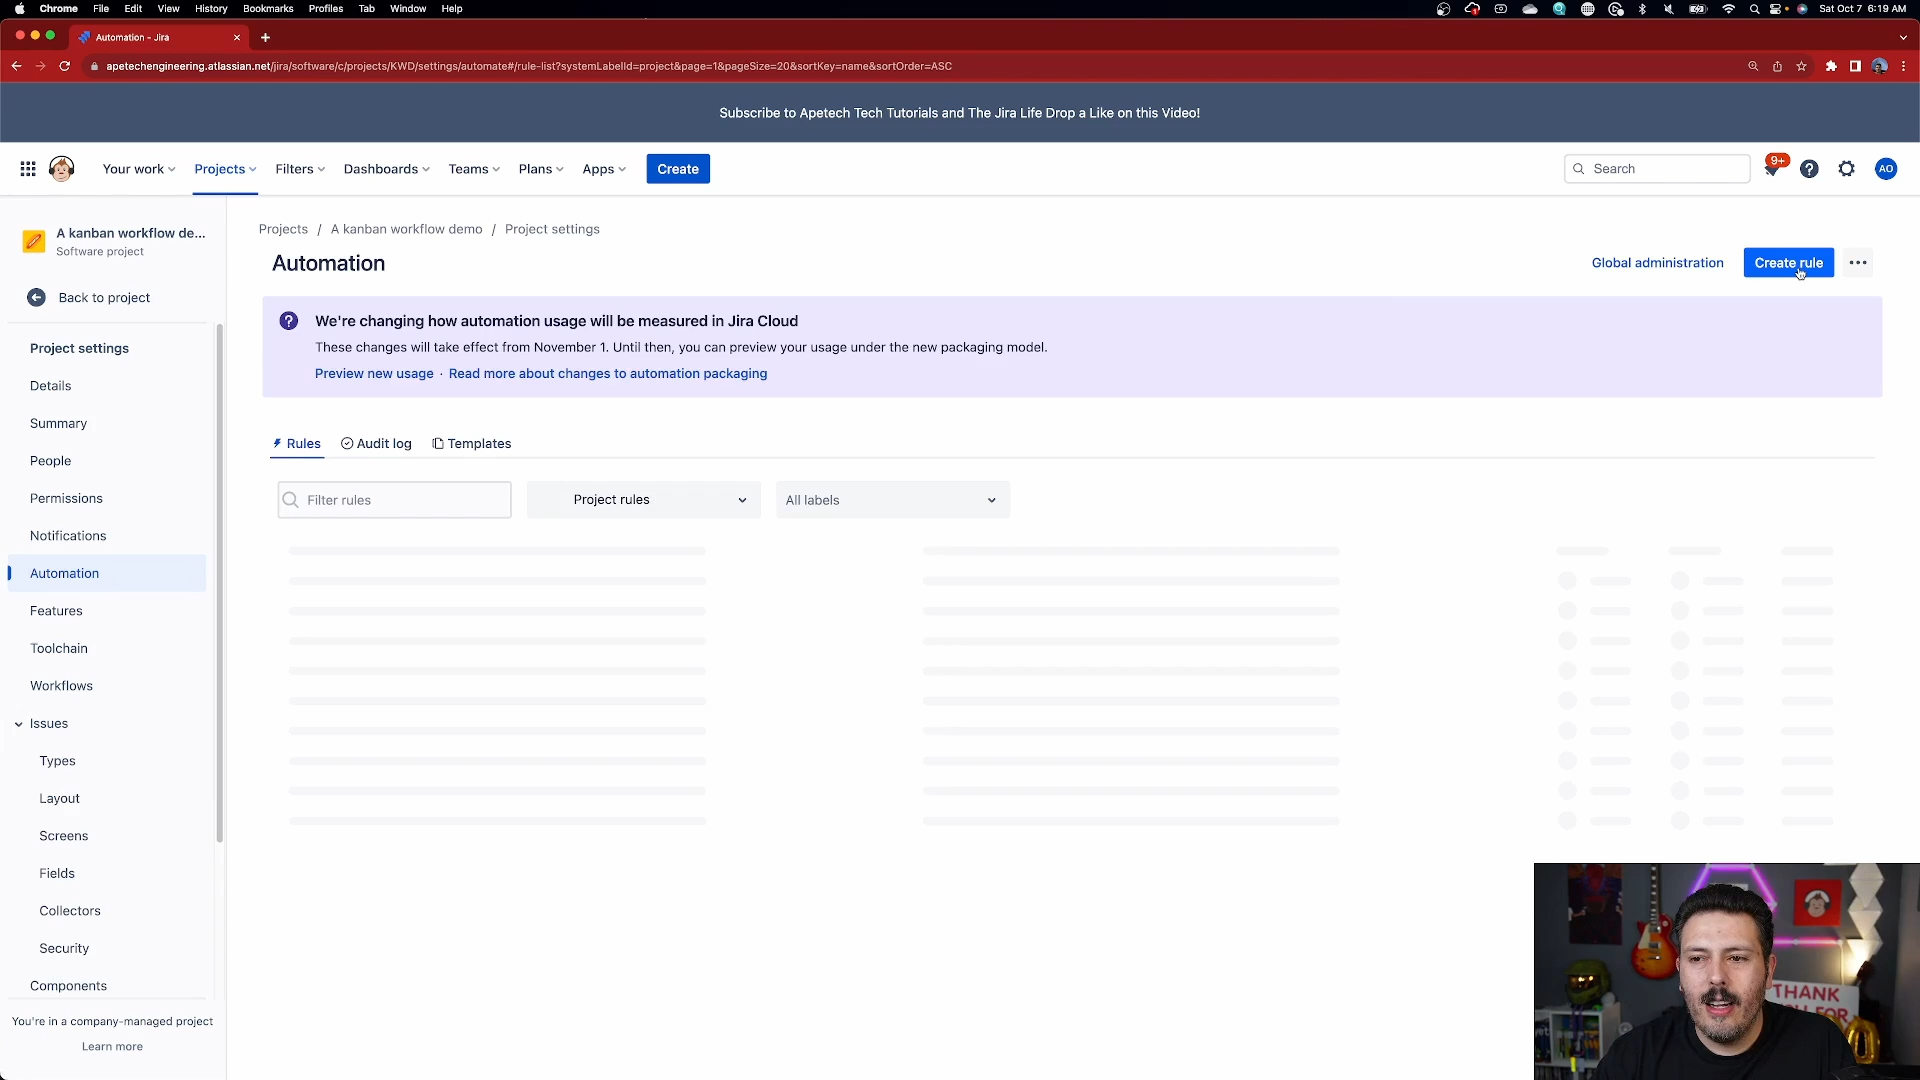 Chrome File Edit View History Bookmarks Profiles Tab Window Help
Sat Oct 7 6:19 AM
Automation - Jira
apetechengineering.atlassian.net/jira/software/c/projects/KWD/settings/automate#/rule-list?systemLabelId=project&page=1&pageSize=20&sortKey=name&sortOrder=ASC
Subscribe to Apetech Tech Tutorials and The Jira Life Drop a Like on this Video!
Your work Projects Filters Dashboards Teams Plans Apps Create
Search
9+
AO
A kanban workflow de...
Software project
Back to project
Project settings
Details
Summary
People
Permissions
Notifications
Automation
Features
Toolchain
Workflows
Issues
Types
Layout
Screens
Fields
Collectors
Security
Components
You're in a company-managed project
Learn more
Projects / A kanban workflow demo / Project settings
Automation
Global administration
Create rule
We're changing how automation usage will be measured in Jira Cloud
These changes will take effect from November 1. Until then, you can preview your usage under the new packaging model.
Preview new usage · Read more about changes to automation packaging
Rules Audit log Templates
Filter rules
Project rules
All labels
THANK
FOR